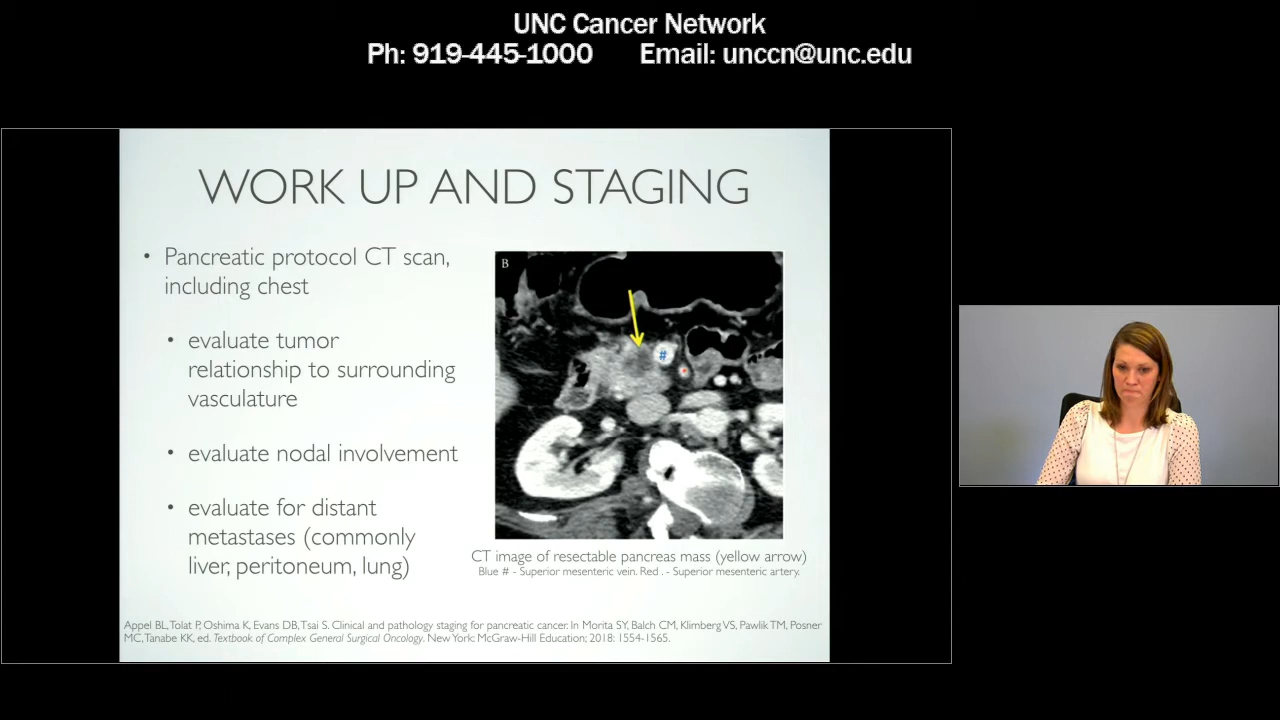 UNC Cancer Network
Ph: 919-445-1000 Email: unccn@unc.edu
WORK UP AND STAGING
• Pancreatic protocol CT scan,
including chest
• evaluate tumor
relationship to surrounding
vasculature
• evaluate nodal involvement
• evaluate for distant
metastases (commonly
liver, peritoneum, lung)
B
#
CT image of resectable pancreas mass (yellow arrow)
Blue # - Superior mesenteric vein. Red . - Superior mesenteric artery.
Appel BL, Tolat P, Oshima K, Evans DB, Tsai S. Clinical and pathology staging for pancreatic cancer. In Morita SY, Balch CM, Klimberg VS, Pawlik TM, Posner
MC, Tanabe KK, ed. Textbook of Complex General Surgical Oncology. New York: McGraw-Hill Education; 2018: 1554-1565.